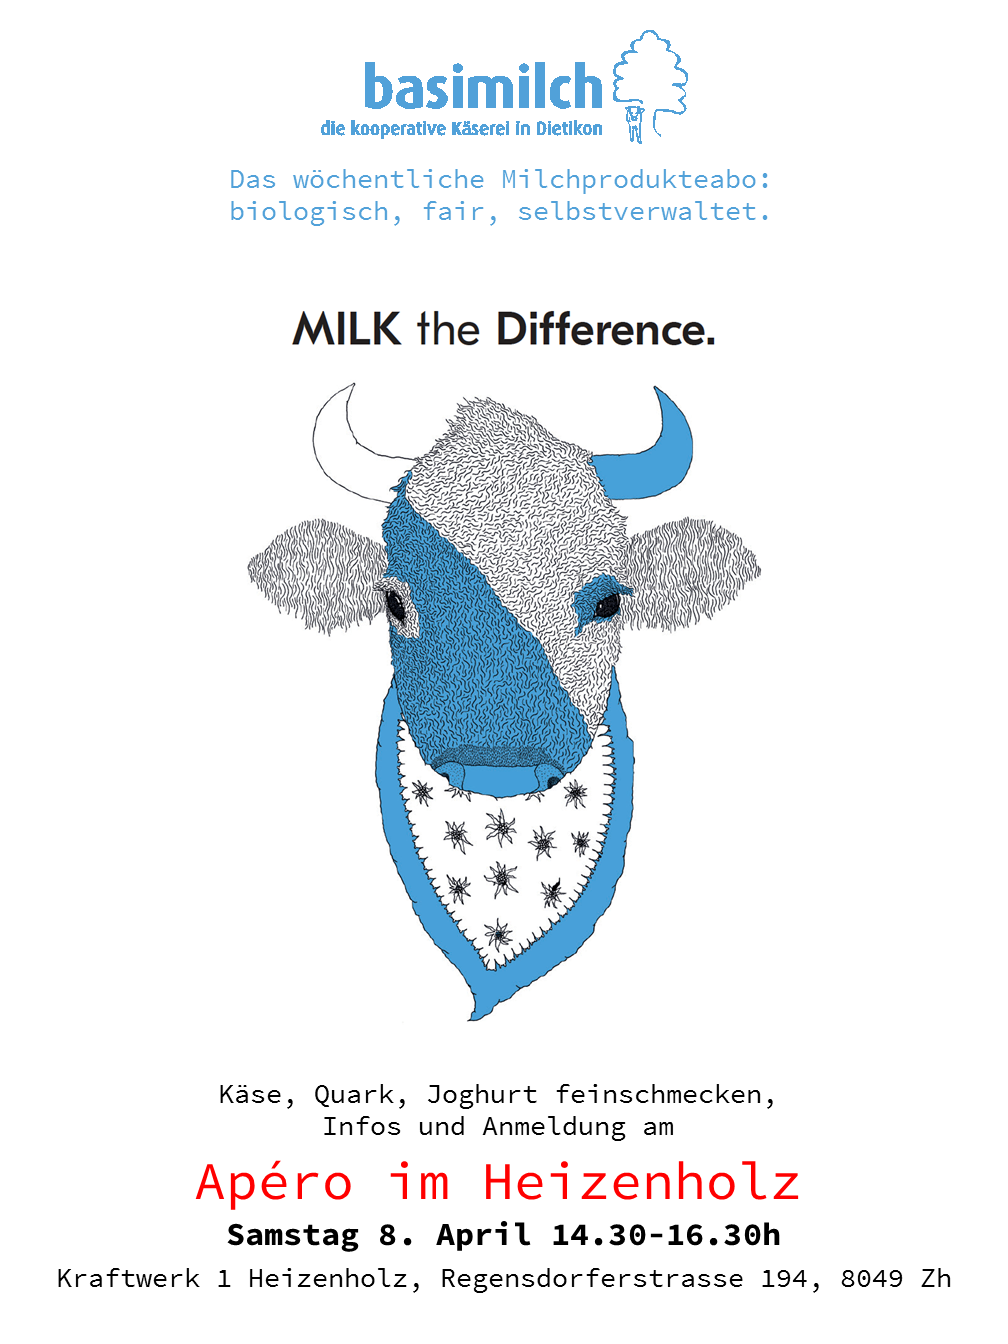 basimilch
die kooperative Käserei in Dietikon
Das wöchentliche Milchprodukteabo:
biologisch, fair, selbstverwaltet.
MILK the Difference.
Käse, Quark, Joghurt feinschmecken,
Infos und Anmeldung am
Apéro im Heizenholz
Samstag 8. April 14.30-16.30h
Kraftwerk 1 Heizenholz, Regensdorferstrasse 194, 8049 Zh